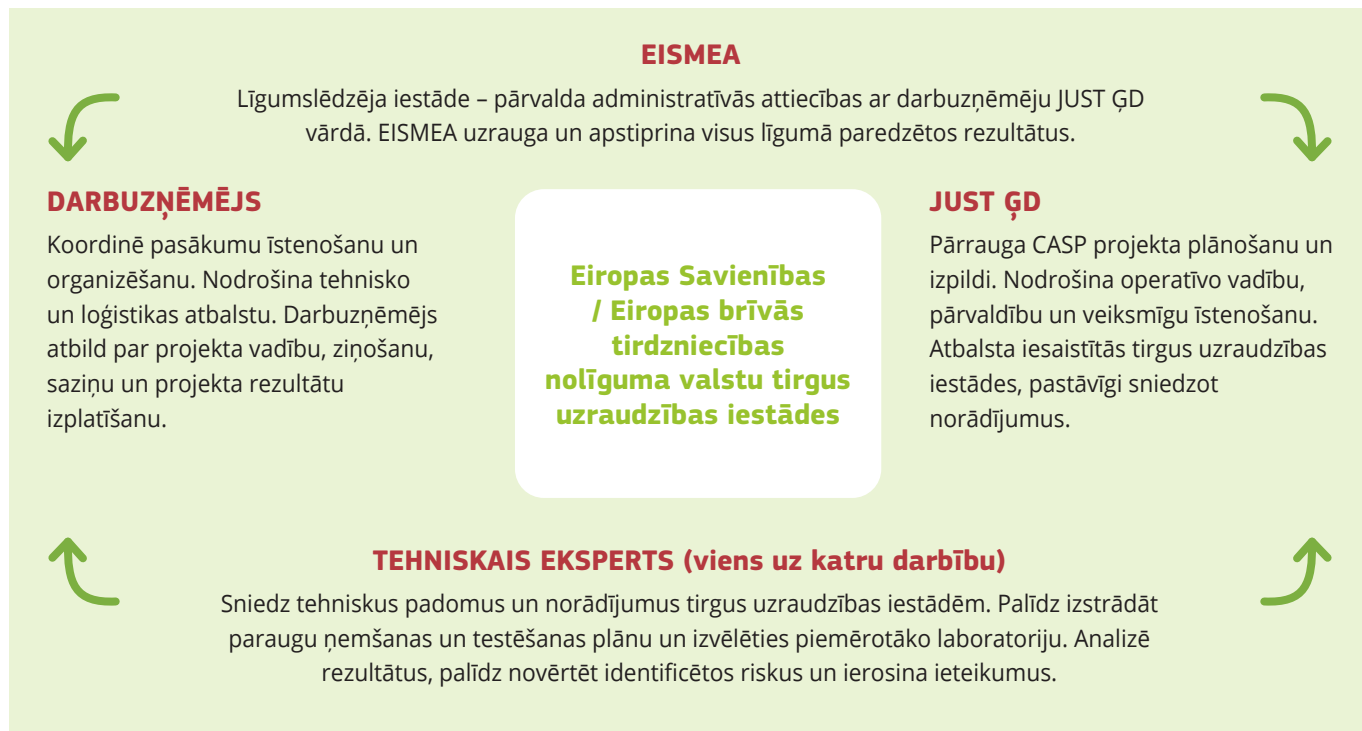 EISMEA
Līgumslēdzēja iestāde – pārvalda administratīvās attiecības ar darbuzņēmēju JUST ĢD
vārdā. EISMEA uzrauga un apstiprina visus līgumā paredzētos rezultātus.
DARBUZŅĒMĒJS
Koordinē pasākumu īstenošanu un
organizēšanu. Nodrošina tehnisko
un loģistikas atbalstu. Darbuzņēmējs
atbild par projekta vadību, ziņošanu,
saziņu un projekta rezultātu
izplatīšanu.
Eiropas Savienības
/ Eiropas brīvās
tirdzniecības
nolīguma valstu tirgus
uzraudzības iestādes
JUST ĢD
Pārrauga CASP projekta plānošanu un
izpildi. Nodrošina operatīvo vadību,
pārvaldību un veiksmīgu īstenošanu.
Atbalsta iesaistītās tirgus uzraudzības
iestādes, pastāvīgi sniedzot
norādījumus.
TEHNISKAIS EKSPERTS (viens uz katru darbību)
Sniedz tehniskus padomus un norādījumus tirgus uzraudzības iestādēm. Palīdz izstrādāt
paraugu ņemšanas un testēšanas plānu un izvēlēties piemērotāko laboratoriju. Analizē
rezultātus, palīdz novērtēt identificētos riskus un ierosina ieteikumus.